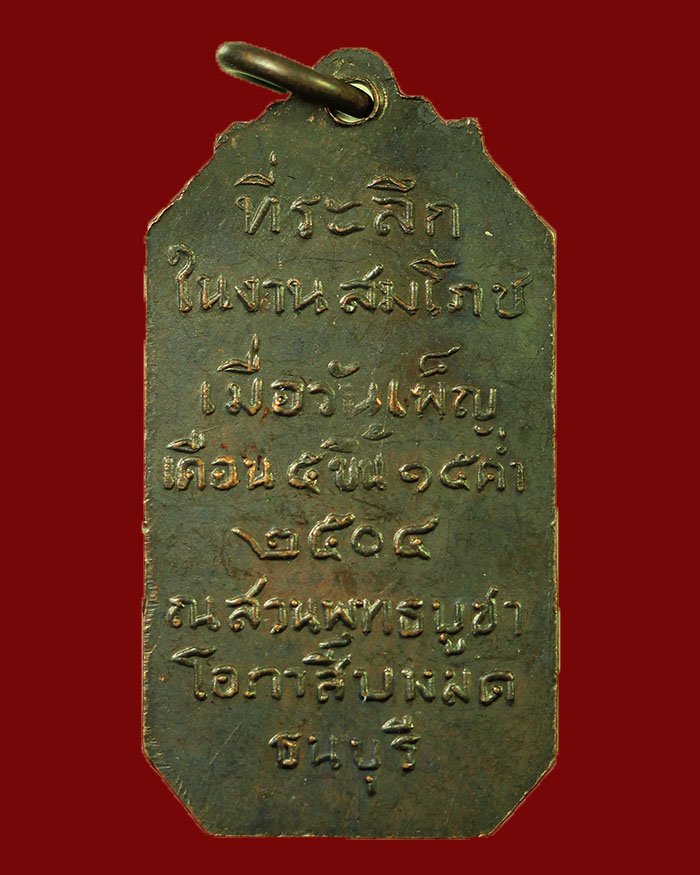 ที่ระลึก
ในงานสมโภช
เมื่อวันเพ็ญ
เดือน ๕ ขึ้น ๑๕ค่ำ
๒๕๐๔
ณ สวนพุทธบูชา
โอภาสี บางมด
ธนบุรี